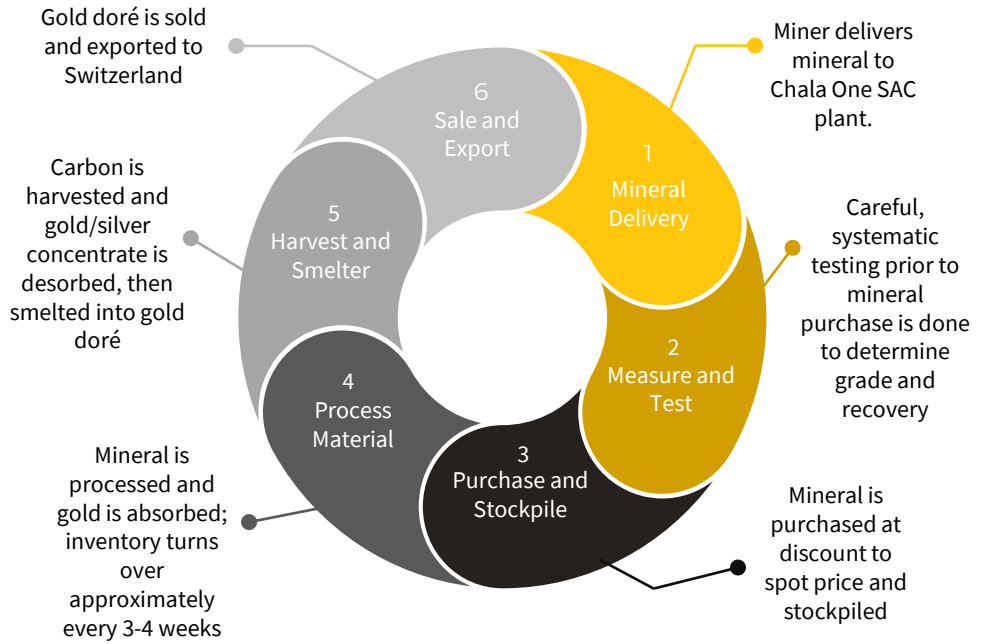 1
Mineral
Delivery
Miner delivers
mineral to
Chala One SAC
plant.
2
Measure and
Test
Careful,
systematic
testing prior to
mineral
purchase is done
to determine
grade and
recovery
3
Purchase and
Stockpile
Mineral is
purchased at
discount to
spot price and
stockpiled
4
Process
Material
Mineral is
processed and
gold is absorbed;
inventory turns
over
approximately
every 3-4 weeks
5
Harvest and
Smelter
Carbon is
harvested and
gold/silver
concentrate is
desorbed, then
smelted into gold
doré
6
Sale and
Export
Gold doré is sold
and exported to
Switzerland